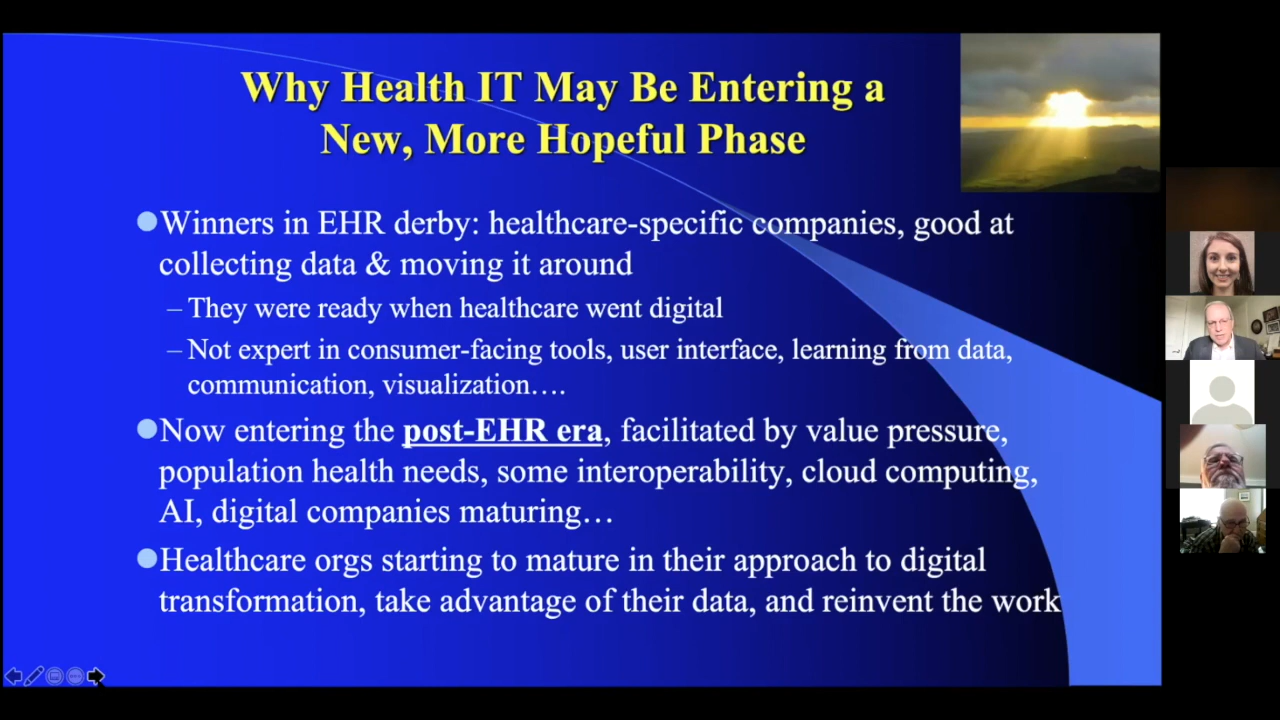 Why Health IT May Be Entering a
New, More Hopeful Phase
Winners in EHR derby: healthcare-specific companies, good at
collecting data & moving it around
– They were ready when healthcare went digital
– Not expert in consumer-facing tools, user interface, learning from data,
communication, visualization….
Now entering the post-EHR era, facilitated by value pressure,
population health needs, some interoperability, cloud computing,
AI, digital companies maturing…
Healthcare orgs starting to mature in their approach to digital
transformation, take advantage of their data, and reinvent the work